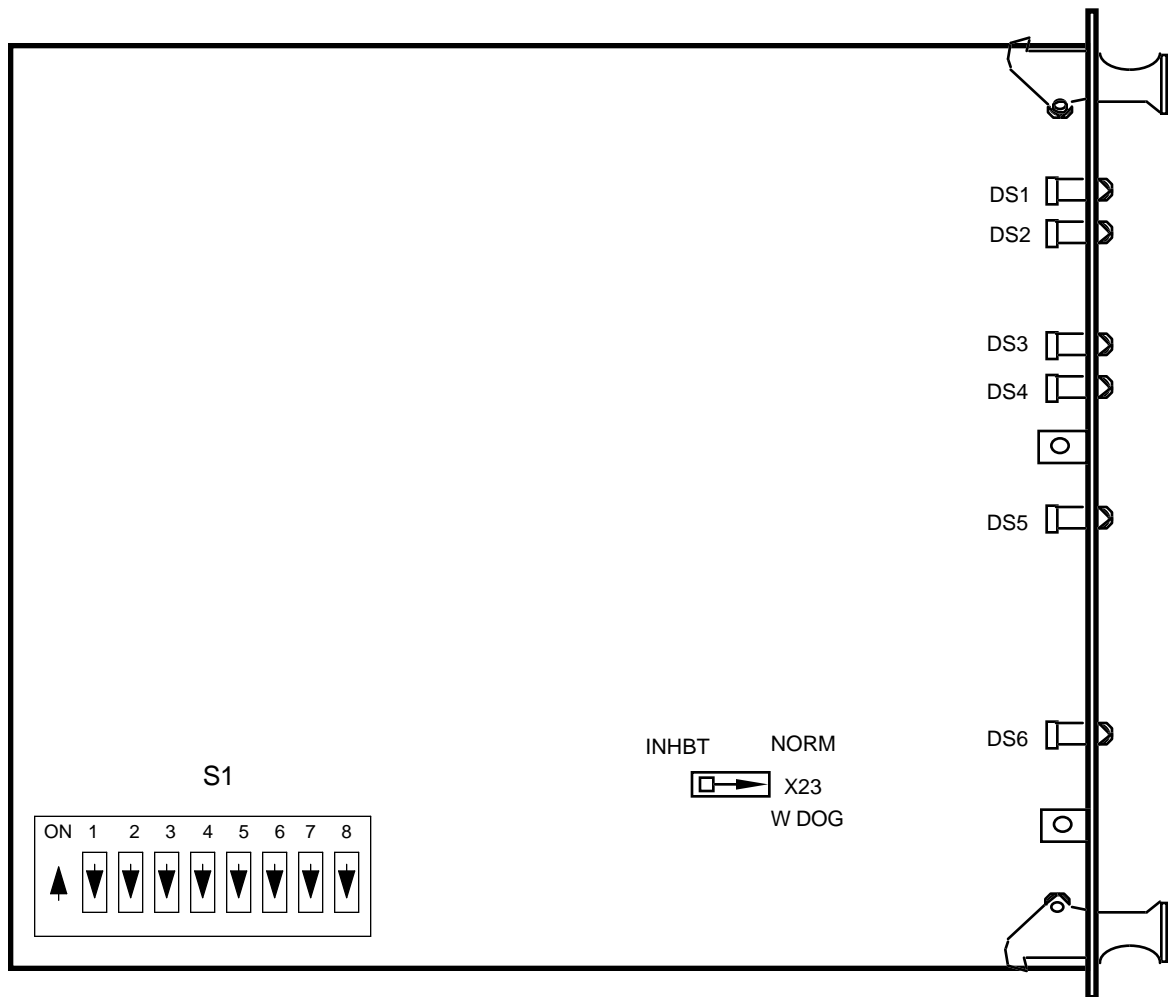 DS1
DS2
DS3
DS4
DS5
DS6
INHBT NORM
X23
W DOG
S1
ON 1 2 3 4 5 6 7 8